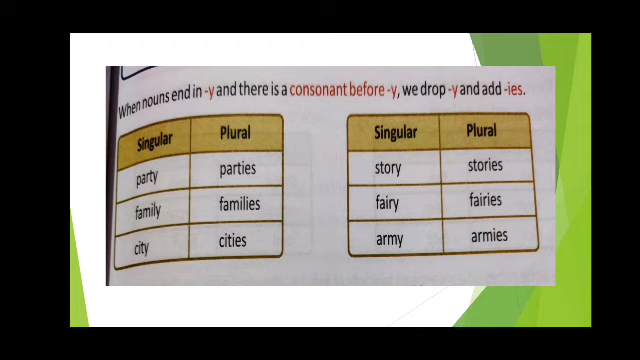 When nouns end in -y and there is a consonant before -y, we drop -y and add -ies.
Singular Plural
party parties
family families
city cities
Singular Plural
story stories
fairy fairies
army armies